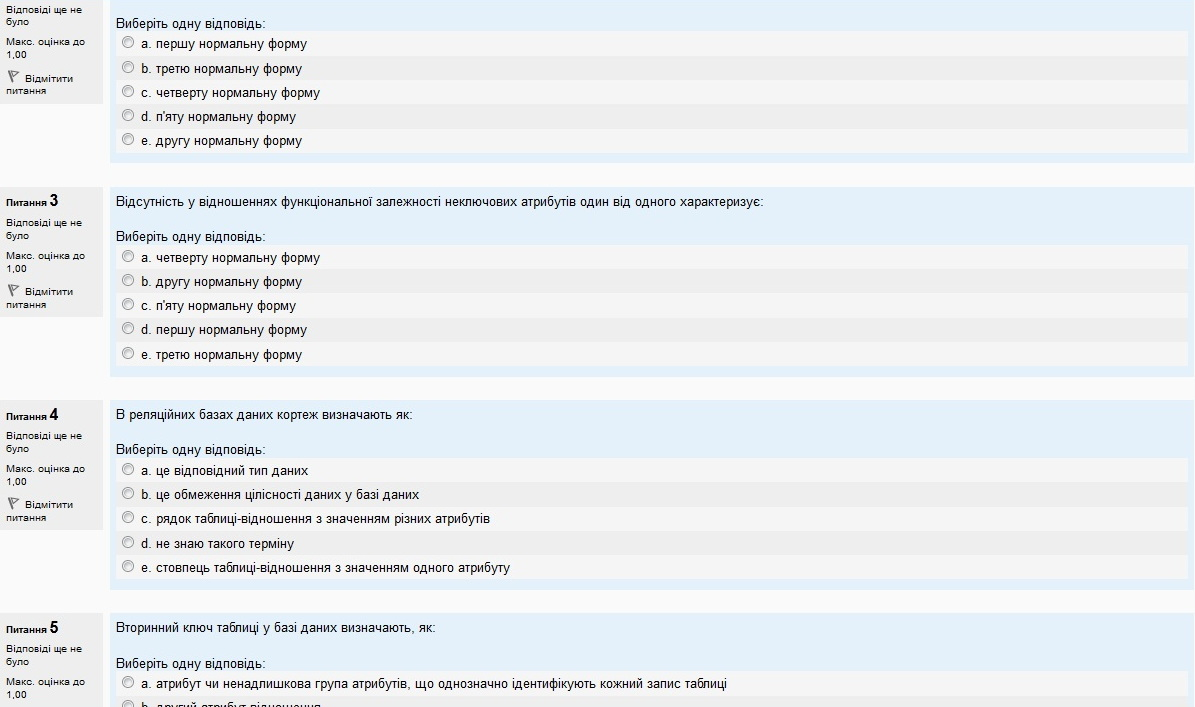 Відповіді ще не
було
Макс. оцінка до
1,00
Відмітити
питання
Виберіть одну відповідь:
a. першу нормальну форму
b. третю нормальну форму
c. четверту нормальну форму
d. п'яту нормальну форму
e. другу нормальну форму
Питання 3
Відповіді ще не
було
Макс. оцінка до
1,00
Відмітити
питання
Відсутність у відношеннях функціональної залежності неключових атрибутів один від одного характеризує:
Виберіть одну відповідь:
a. четверту нормальну форму
b. другу нормальну форму
c. п'яту нормальну форму
d. першу нормальну форму
e. третю нормальну форму
Питання 4
Відповіді ще не
було
Макс. оцінка до
1,00
Відмітити
питання
В реляційних базах даних кортеж визначають як:
Виберіть одну відповідь:
a. це відповідний тип даних
b. це обмеження цілісності даних у базі даних
c. рядок таблиці-відношення з значенням різних атрибутів
d. не знаю такого терміну
e. стовпець таблиці-відношення з значенням одного атрибуту
Питання 5
Відповіді ще не
було
Макс. оцінка до
1,00
Вторинний ключ таблиці у базі даних визначають, як:
Виберіть одну відповідь:
a. атрибут чи ненадлишкова група атрибутів, що однозначно ідентифікують кожний запис таблиці
b. другий атрибут відношення